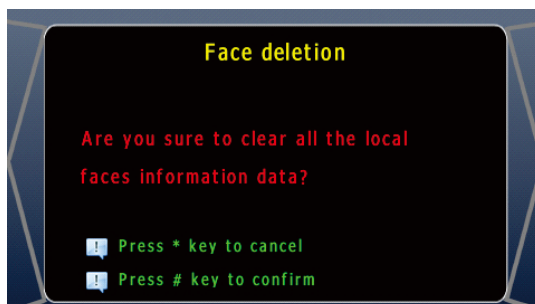 Face deletion
Are you sure to clear all the local
faces information data?
Press * key to cancel
Press # key to confirm